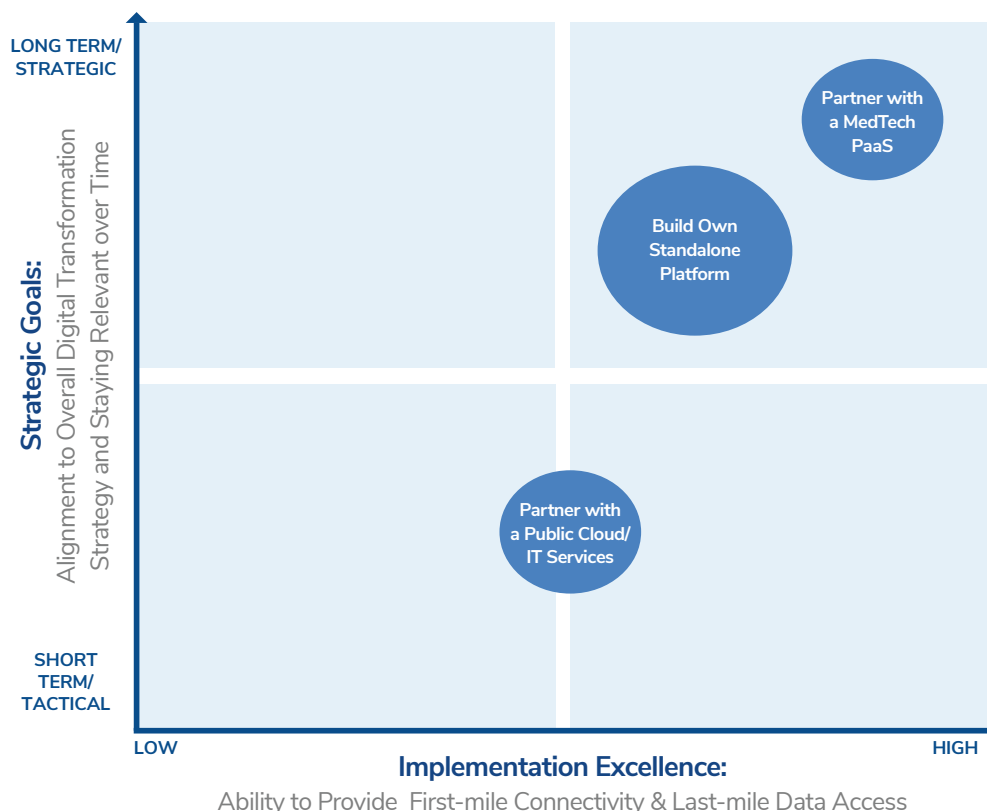 LONG TERM/
STRATEGIC
Strategic Goals:
Alignment to Overall Digital Transformation
Strategy and Staying Relevant over Time
SHORT
TERM/
TACTICAL
Partner with
a MedTech
PaaS
Build Own
Standalone
Platform
Partner with
a Public Cloud/
IT Services
LOW
HIGH
Implementation Excellence:
Ability to Provide First-mile Connectivity & Last-mile Data Access